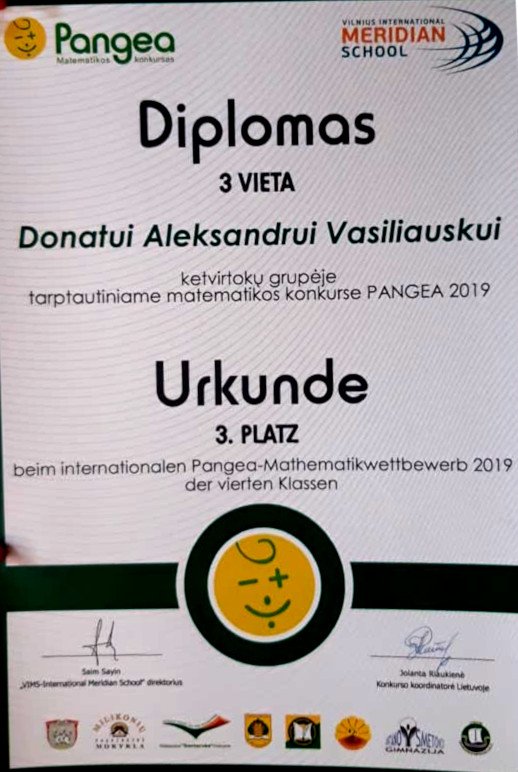 Pangea
Matematikos konkursas
VILNIUS INTERNATIONAL
MERIDIAN
SCHOOL
Diplomas
3 VIETA
Donatui Aleksandrui Vasiliauskui
ketvirtokų grupėje
tarptautiniame matematikos konkurse PANGEA 2019
Urkunde
3. PLATZ
beim internationalen Pangea-Mathematikwettbewerb 2019
der vierten Klassen
Saim Sayin
„VIMS-International Meridian School" direktorius
Jolanta Riaukienė
Konkurso koordinatorė Lietuvoje
MILIKONIŲ
MOKYKLA
SMETONOS
GIMNAZIJA